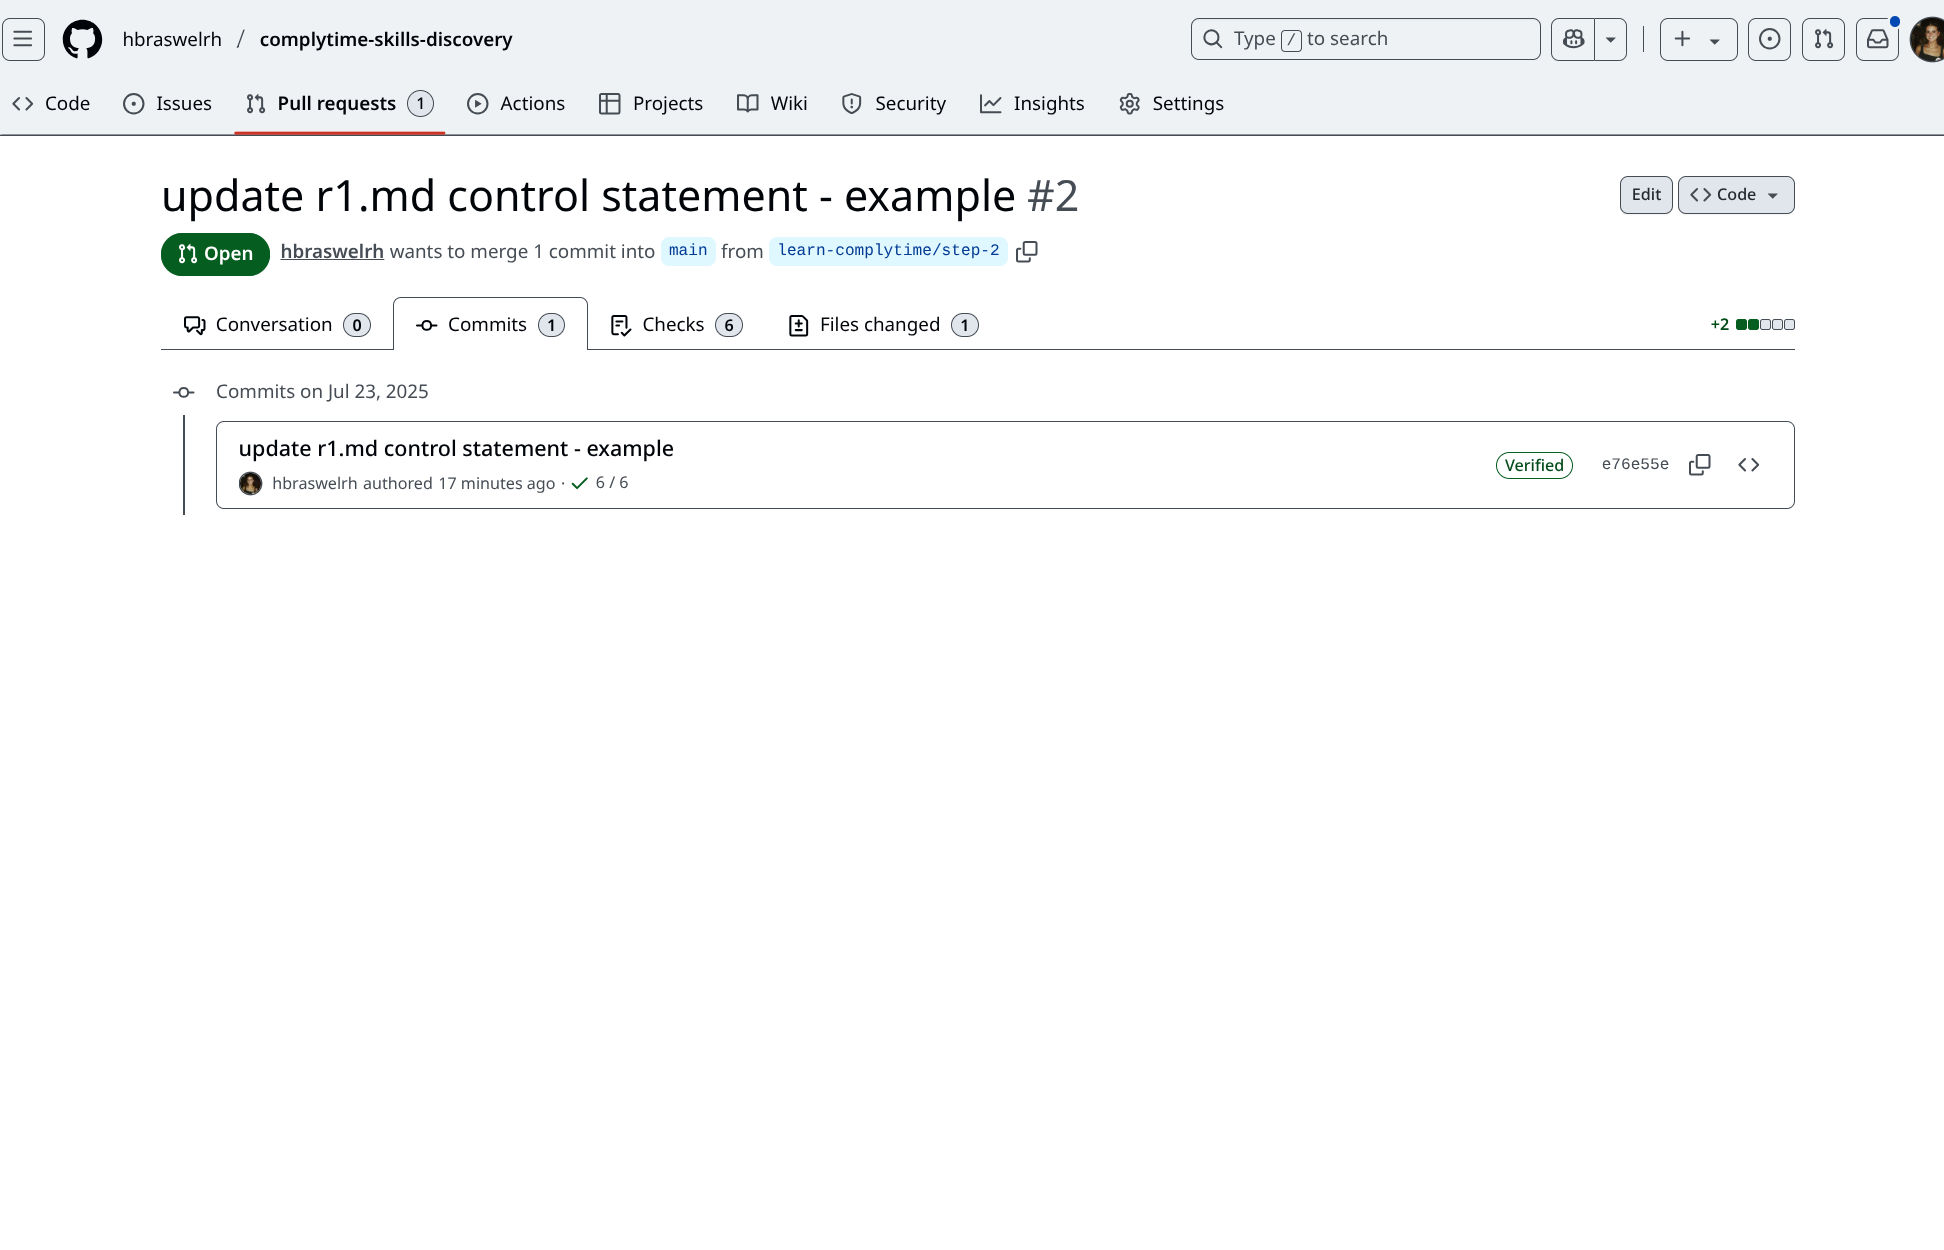 hbraswelrh / complytime-skills-discovery
Type / to search
Code Issues Pull requests 1 Actions Projects Wiki Security Insights Settings
update r1.md control statement - example #2
Edit Code
Open hbraswelrh wants to merge 1 commit into main from learn-complytime/step-2
Conversation 0 Commits 1 Checks 6 Files changed 1 +2
Commits on Jul 23, 2025
update r1.md control statement - example
hbraswelrh authored 17 minutes ago · 6 / 6
Verified e76e55e